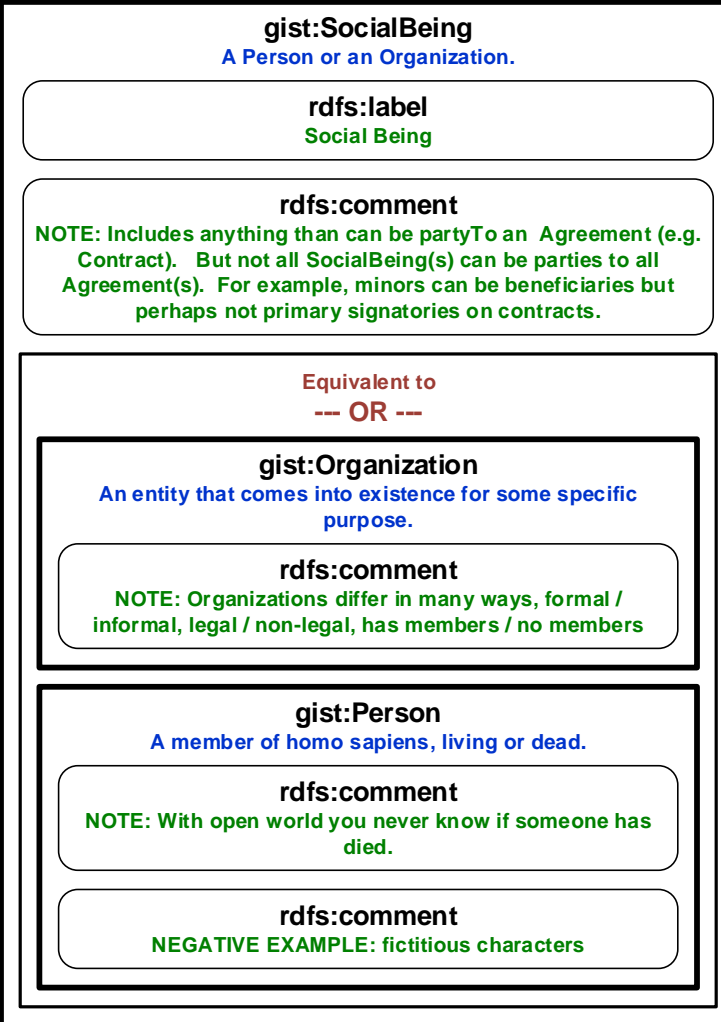 gist:SocialBeing
A Person or an Organization.
rdfs:label
Social Being
rdfs:comment
NOTE: Includes anything than can be partyTo an Agreement (e.g.
Contract). But not all SocialBeing(s) can be parties to all
Agreement(s). For example, minors can be beneficiaries but
perhaps not primary signatories on contracts.
Equivalent to
--- OR ---
gist:Organization
An entity that comes into existence for some specific
purpose.
rdfs:comment
NOTE: Organizations differ in many ways, formal /
informal, legal / non-legal, has members / no members
gist:Person
A member of homo sapiens, living or dead.
rdfs:comment
NOTE: With open world you never know if someone has
died.
rdfs:comment
NEGATIVE EXAMPLE: fictitious characters